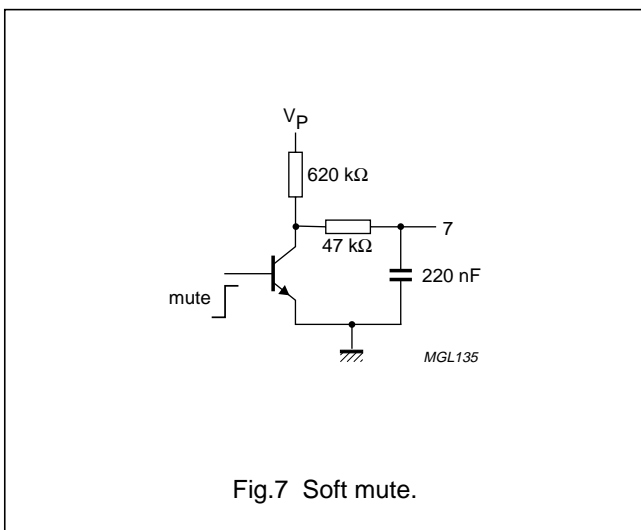 VP
620 kΩ
7
47 kΩ
220 nF
mute
MGL135
Fig.7 Soft mute.